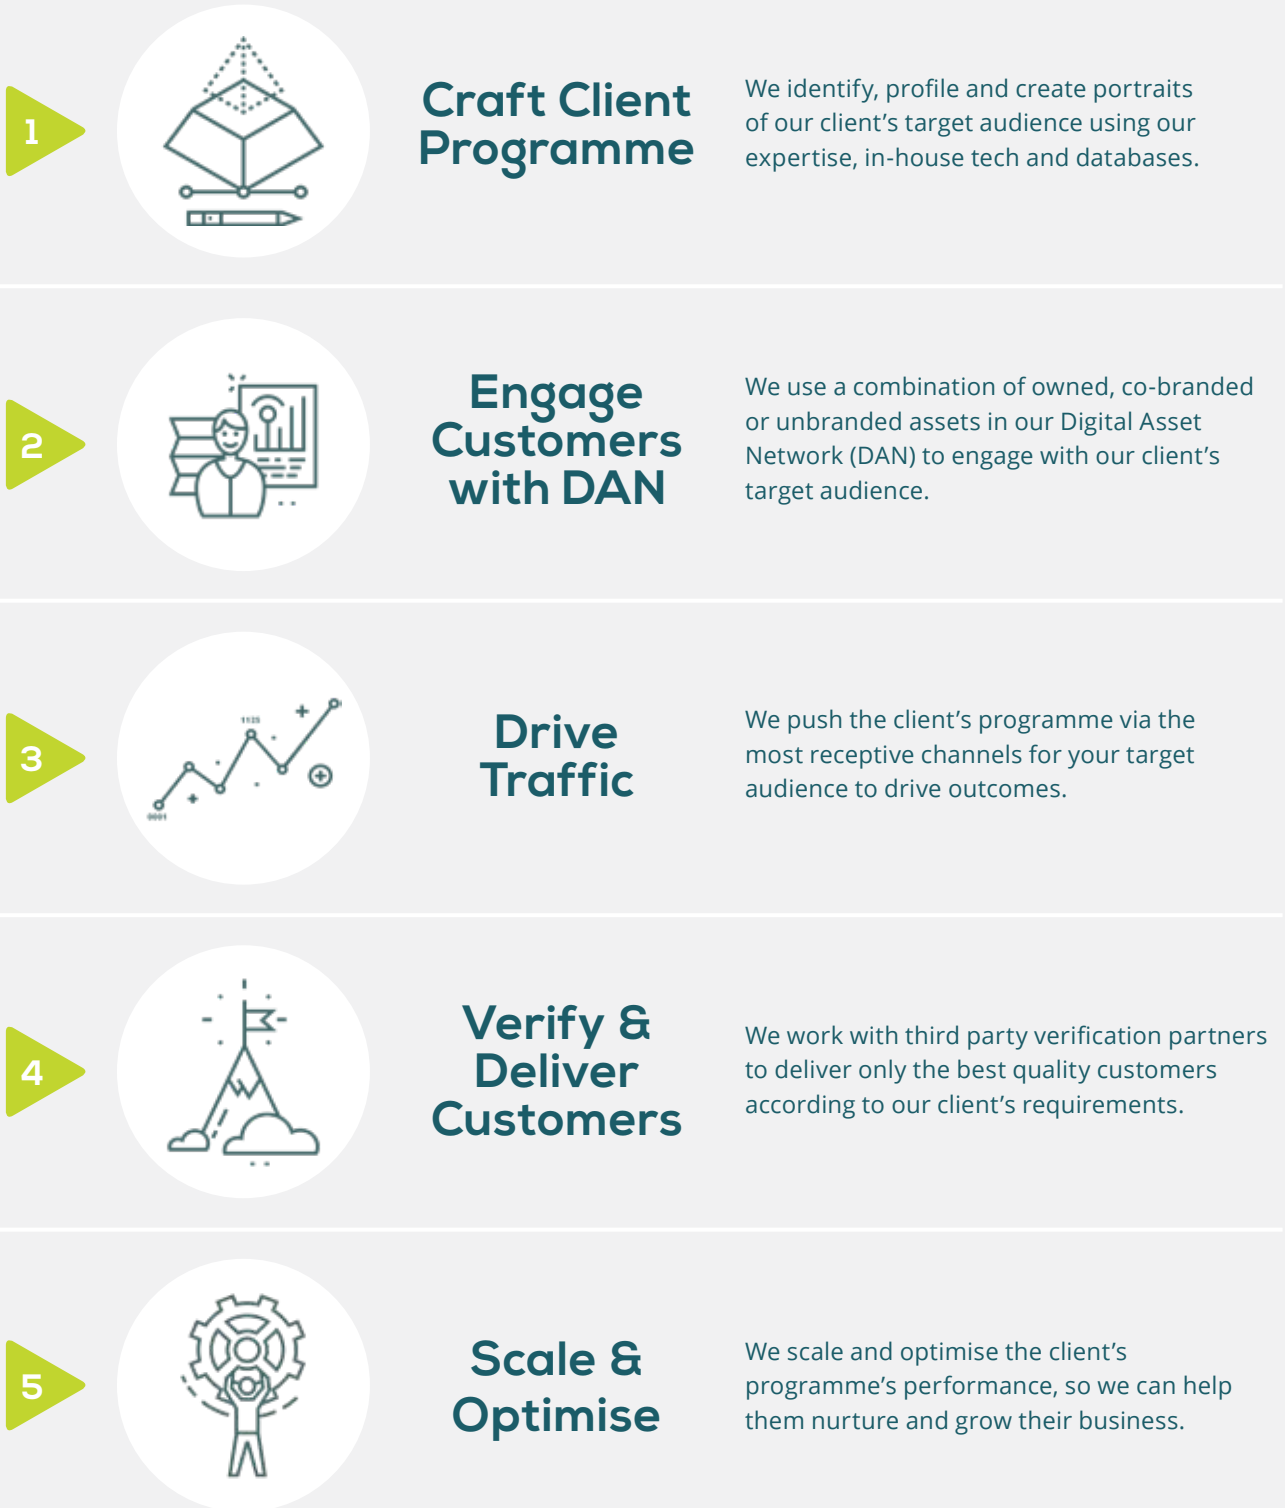 1
Craft Client
Programme
We identify, profile and create portraits
of our client's target audience using our
expertise, in-house tech and databases.
2
Engage
Customers
with DAN
We use a combination of owned, co-branded
or unbranded assets in our Digital Asset
Network (DAN) to engage with our client's
target audience.
3
1125
0001
Drive
Traffic
We push the client's programme via the
most receptive channels for your target
audience to drive outcomes.
4
Verify &
Deliver
Customers
We work with third party verification partners
to deliver only the best quality customers
according to our client's requirements.
5
Scale &
Optimise
We scale and optimise the client's
programme's performance, so we can help
them nurture and grow their business.